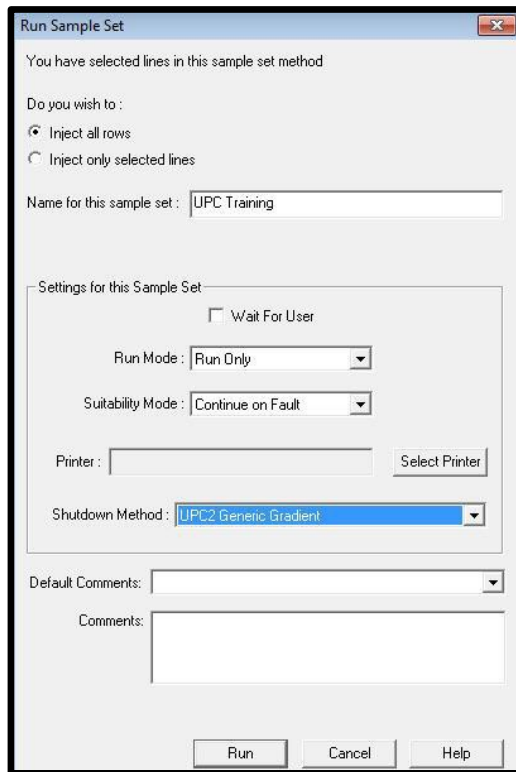 Run Sample Set
You have selected lines in this sample set method
Do you wish to :
Inject all rows
Inject only selected lines
Name for this sample set : UPC Training
Settings for this Sample Set
Wait For User
Run Mode : Run Only
Suitability Mode : Continue on Fault
Printer : Select Printer
Shutdown Method : UPC2 Generic Gradient
Default Comments:
Comments:
Run Cancel Help